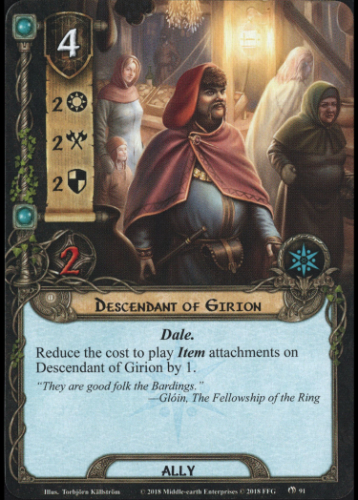 4
2
2
2
2
DESCENDANT OF GIRION
Dale.
Reduce the cost to play Item attachments on
Descendant of Girion by 1.
"They are good folk the Bardings."
—Glóin, The Fellowship of the Ring
ALLY
Illus. Torbjörn Källström © 2018 Middle-earth Enterprises © 2018 FFG 91